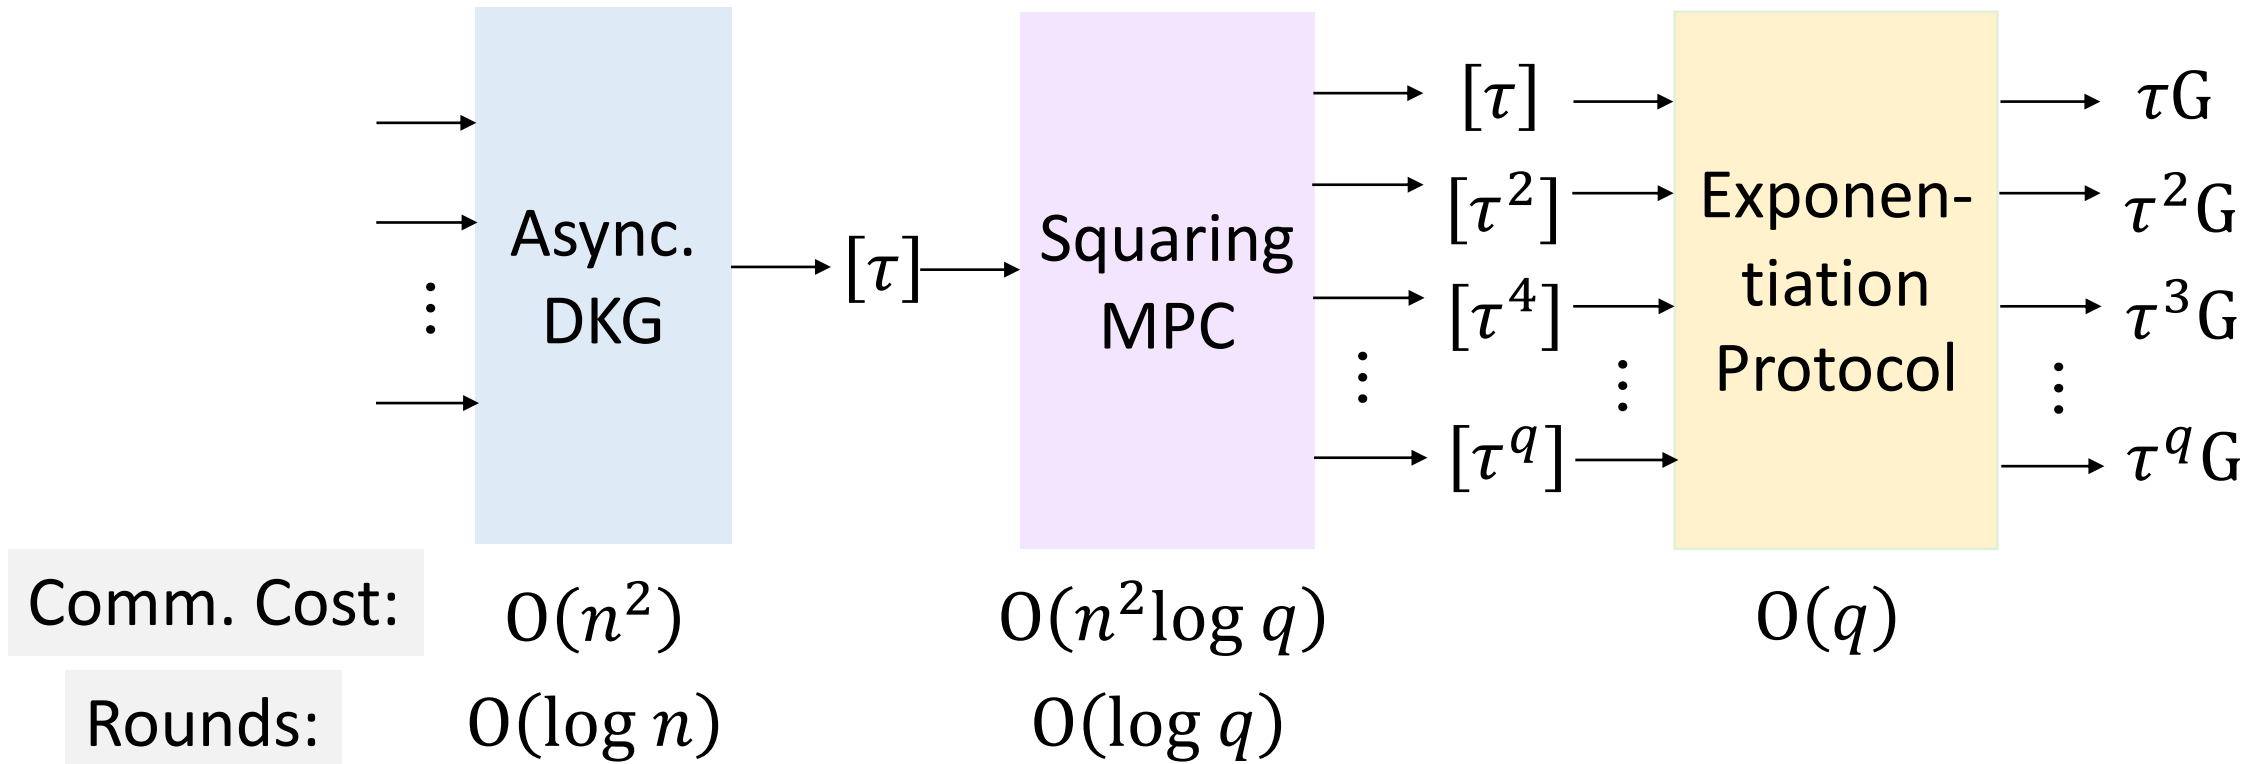 Async.
DKG
[τ]
Squaring
MPC
[τ]
[τ²]
[τ⁴]
⋮
[τ^q]
Exponen-
tiation
Protocol
τG
τ²G
τ³G
⋮
τ^qG
Comm. Cost: O(n²) O(n² log q) O(q)
Rounds: O(log n) O(log q)